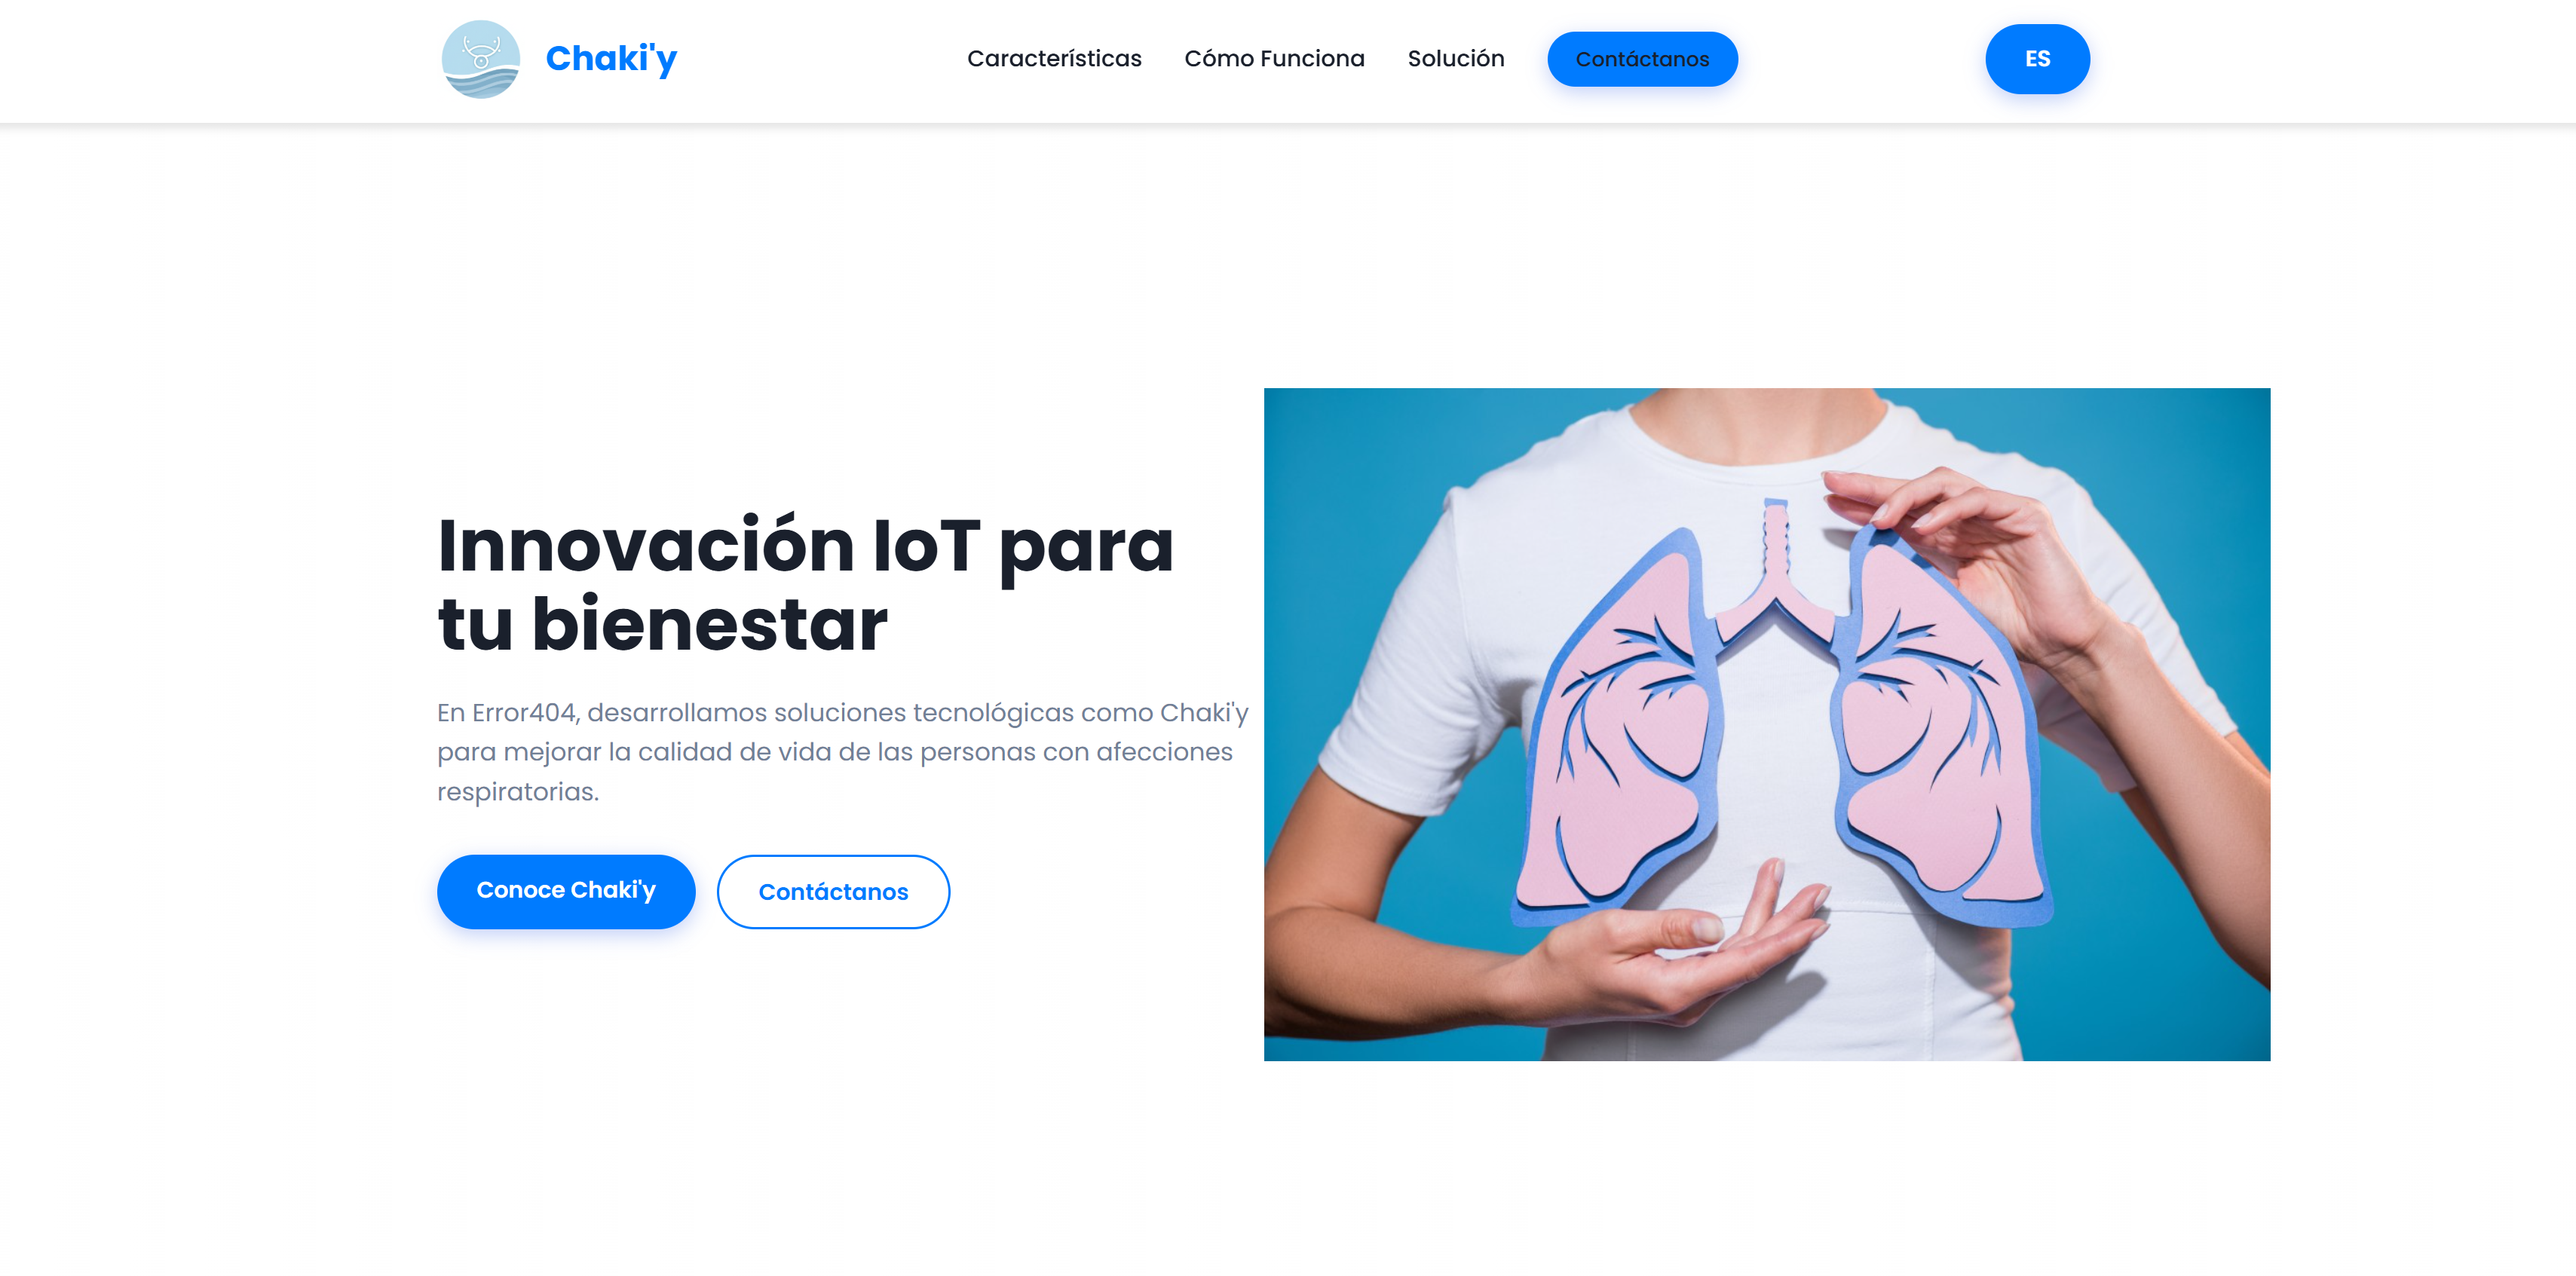 Chaki'y
Características
Cómo Funciona
Solución
Contáctanos
ES
Innovación IoT para
tu bienestar
En Error404, desarrollamos soluciones tecnológicas como Chaki'y
para mejorar la calidad de vida de las personas con afecciones
respiratorias.
Conoce Chaki'y
Contáctanos